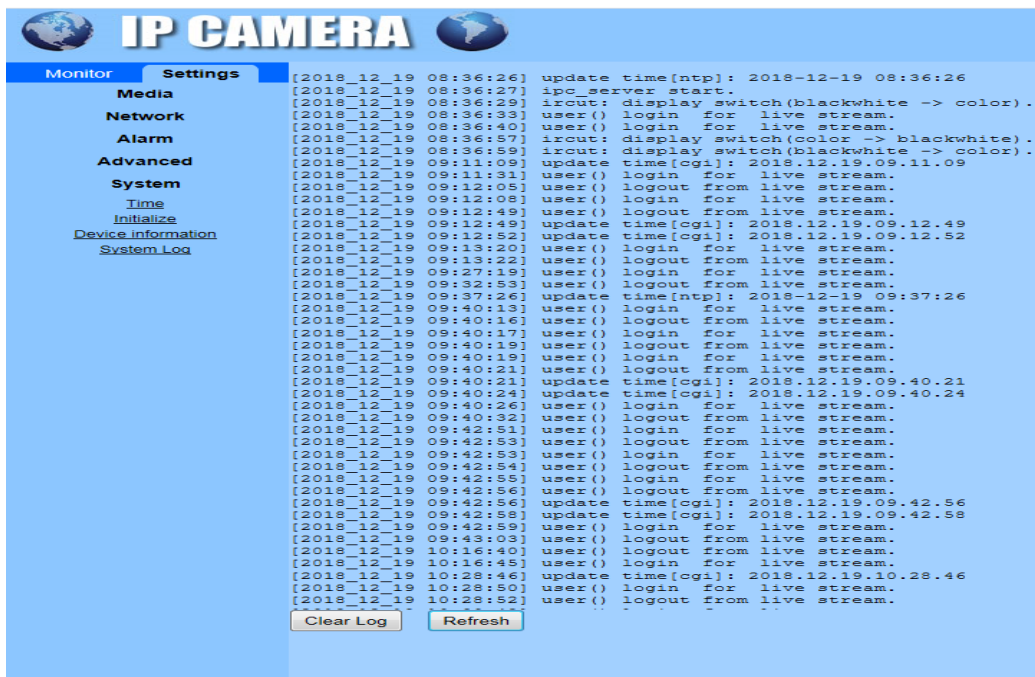 IP CAMERA
Monitor
Settings
Media
Network
Alarm
Advanced
System
Time
Initialize
Device information
System Log
[2018_12_19 08:36:26] update time[ntp]: 2018-12-19 08:36:26
[2018_12_19 08:36:27] ipc_server start.
[2018_12_19 08:36:29] ircut: display switch(blackwhite -> color).
[2018_12_19 08:36:33] user() login for live stream.
[2018_12_19 08:36:40] user() login for live stream.
[2018_12_19 08:36:57] ircut: display switch(color -> blackwhite).
[2018_12_19 08:36:59] ircut: display switch(blackwhite -> color).
[2018_12_19 09:11:09] update time[cgi]: 2018.12.19.09.11.09
[2018_12_19 09:11:31] user() login for live stream.
[2018_12_19 09:12:05] user() logout from live stream.
[2018_12_19 09:12:08] user() login for live stream.
[2018_12_19 09:12:49] user() logout from live stream.
[2018_12_19 09:12:49] update time[cgi]: 2018.12.19.09.12.49
[2018_12_19 09:12:52] update time[cgi]: 2018.12.19.09.12.52
[2018_12_19 09:13:20] user() login for live stream.
[2018_12_19 09:13:22] user() logout from live stream.
[2018_12_19 09:27:19] user() login for live stream.
[2018_12_19 09:32:53] user() logout from live stream.
[2018_12_19 09:37:26] update time[ntp]: 2018-12-19 09:37:26
[2018_12_19 09:40:13] user() login for live stream.
[2018_12_19 09:40:16] user() logout from live stream.
[2018_12_19 09:40:17] user() login for live stream.
[2018_12_19 09:40:19] user() logout from live stream.
[2018_12_19 09:40:19] user() login for live stream.
[2018_12_19 09:40:21] user() logout from live stream.
[2018_12_19 09:40:21] update time[cgi]: 2018.12.19.09.40.21
[2018_12_19 09:40:24] update time[cgi]: 2018.12.19.09.40.24
[2018_12_19 09:40:26] user() login for live stream.
[2018_12_19 09:40:32] user() logout from live stream.
[2018_12_19 09:42:51] user() login for live stream.
[2018_12_19 09:42:53] user() logout from live stream.
[2018_12_19 09:42:53] user() login for live stream.
[2018_12_19 09:42:54] user() logout from live stream.
[2018_12_19 09:42:55] user() login for live stream.
[2018_12_19 09:42:56] user() logout from live stream.
[2018_12_19 09:42:56] update time[cgi]: 2018.12.19.09.42.56
[2018_12_19 09:42:58] update time[cgi]: 2018.12.19.09.42.58
[2018_12_19 09:42:59] user() login for live stream.
[2018_12_19 09:43:03] user() logout from live stream.
[2018_12_19 10:16:40] user() logout from live stream.
[2018_12_19 10:16:45] user() login for live stream.
[2018_12_19 10:28:46] update time[cgi]: 2018.12.19.10.28.46
[2018_12_19 10:28:50] user() login for live stream.
[2018_12_19 10:28:52] user() logout from live stream.
Clear Log
Refresh